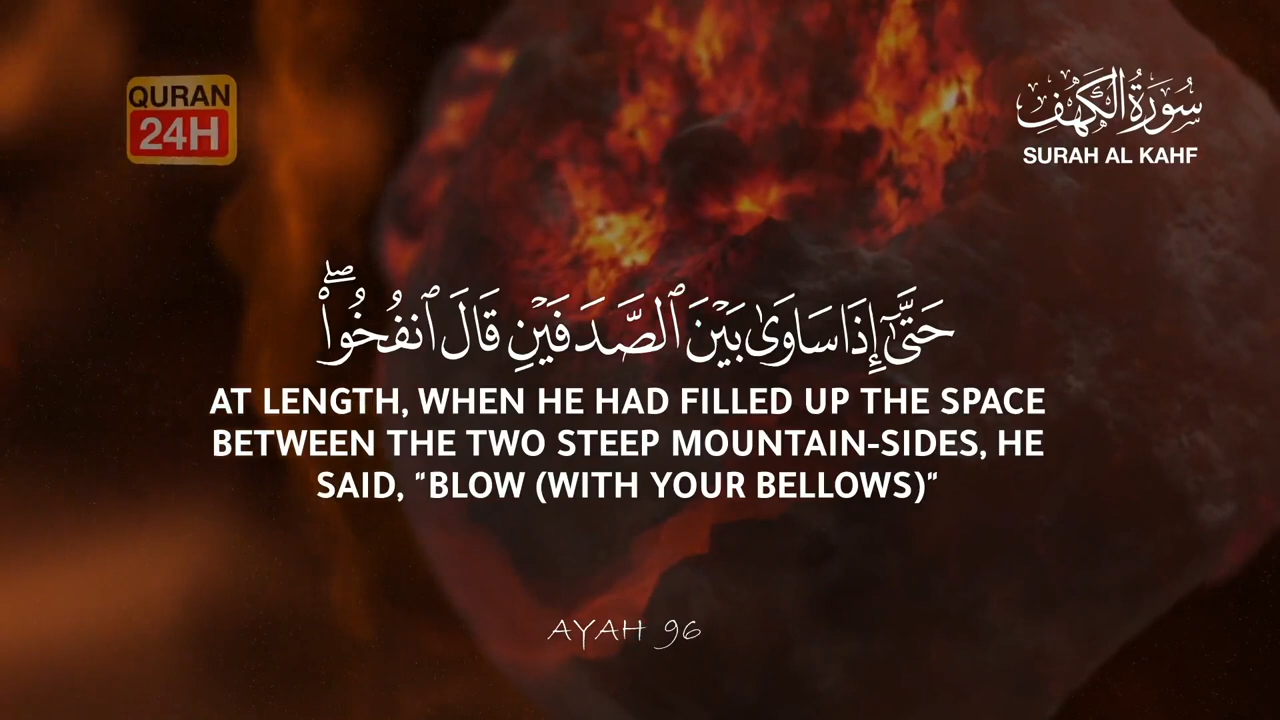 QURAN
24H
سُورَةُ الْكَهْفِ
SURAH AL KAHF
حَتَّىٰٓ إِذَا سَاوَىٰ بَيْنَ ٱلصَّدَفَيْنِ قَالَ ٱنفُخُوا۟ ۖ
AT LENGTH, WHEN HE HAD FILLED UP THE SPACE
BETWEEN THE TWO STEEP MOUNTAIN-SIDES, HE
SAID, "BLOW (WITH YOUR BELLOWS)"
AYAH 96